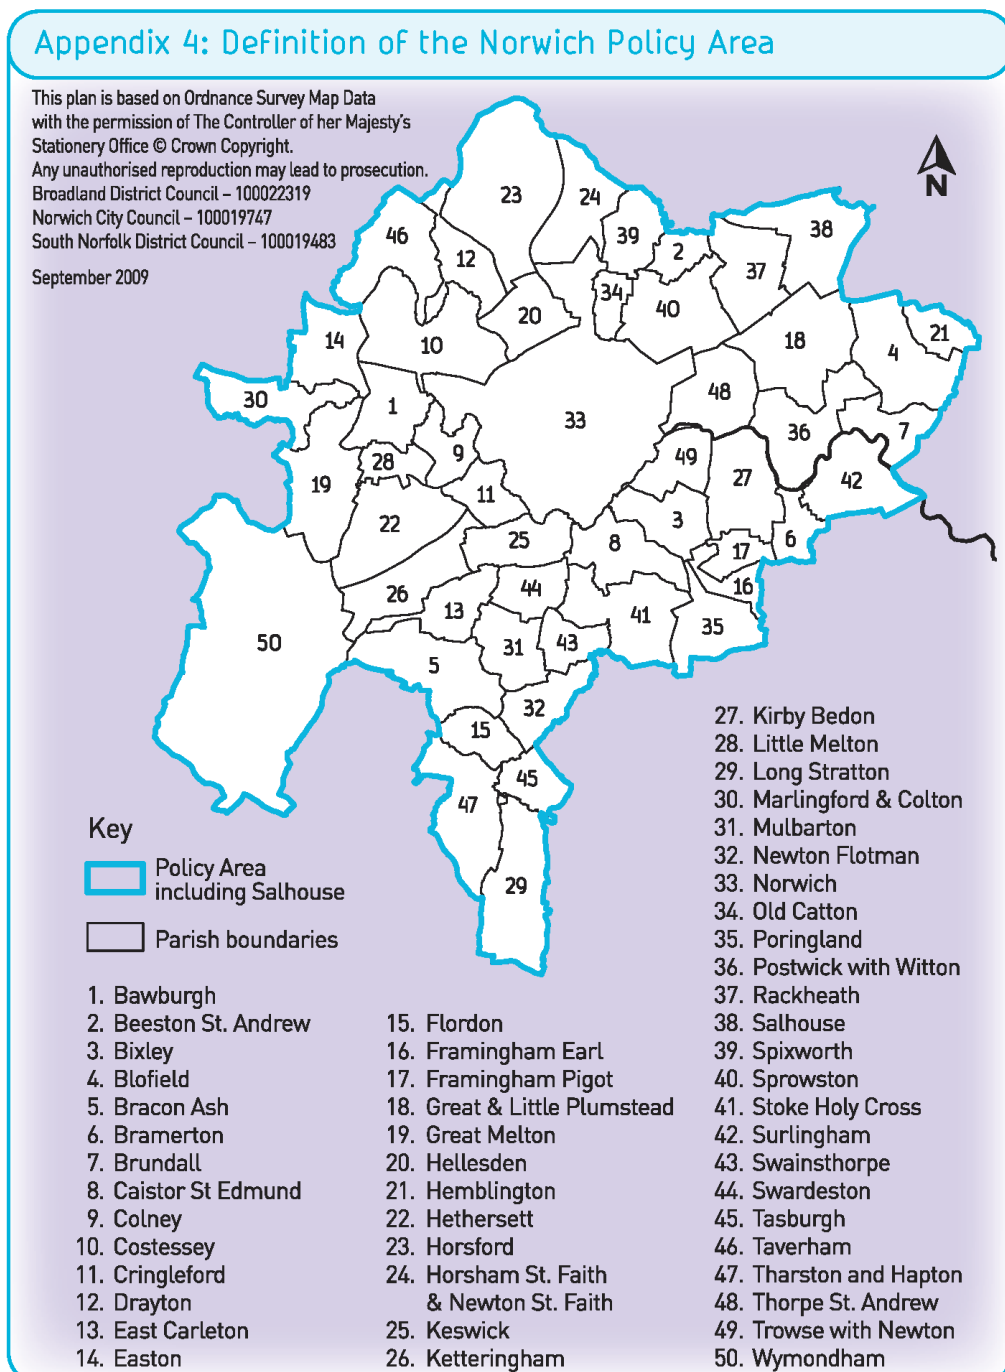 Appendix 4: Definition of the Norwich Policy Area
This plan is based on Ordnance Survey Map Data
with the permission of The Controller of her Majesty's
Stationery Office © Crown Copyright.
Any unauthorised reproduction may lead to prosecution.
Broadland District Council – 100022319
Norwich City Council – 100019747
South Norfolk District Council – 100019483
September 2009
N
23
24
38
46
39
2
12
37
34
40
20
14
10
18
21
4
30
1
48
33
36
7
9
28
49
27
42
19
11
22
3
25
8
17
6
44
16
26
13
41
35
50
31
43
5
32
15
45
47
29
Key
Policy Area
including Salhouse
Parish boundaries
1. Bawburgh
2. Beeston St. Andrew
3. Bixley
4. Blofield
5. Bracon Ash
6. Bramerton
7. Brundall
8. Caistor St Edmund
9. Colney
10. Costessey
11. Cringleford
12. Drayton
13. East Carleton
14. Easton
15. Flordon
16. Framingham Earl
17. Framingham Pigot
18. Great & Little Plumstead
19. Great Melton
20. Hellesden
21. Hemblington
22. Hethersett
23. Horsford
24. Horsham St. Faith
& Newton St. Faith
25. Keswick
26. Ketteringham
27. Kirby Bedon
28. Little Melton
29. Long Stratton
30. Marlingford & Colton
31. Mulbarton
32. Newton Flotman
33. Norwich
34. Old Catton
35. Poringland
36. Postwick with Witton
37. Rackheath
38. Salhouse
39. Spixworth
40. Sprowston
41. Stoke Holy Cross
42. Surlingham
43. Swainsthorpe
44. Swardeston
45. Tasburgh
46. Taverham
47. Tharston and Hapton
48. Thorpe St. Andrew
49. Trowse with Newton
50. Wymondham